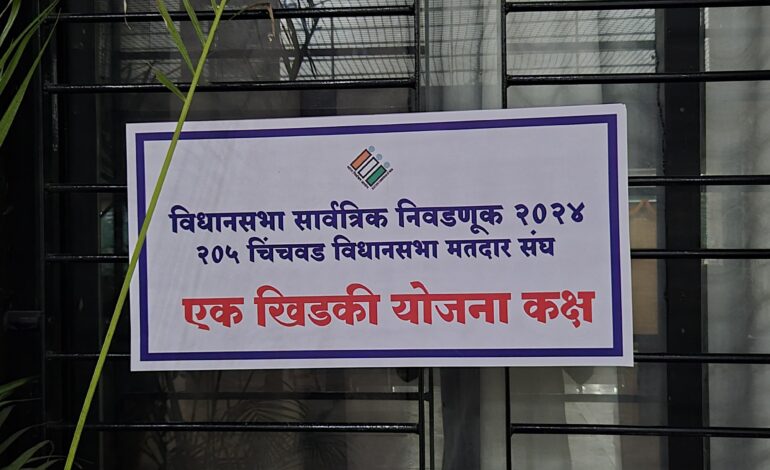 विधानसभा सार्वत्रिक निवडणूक २०२४
२०५ चिंचवड विधानसभा मतदार संघ
एक खिडकी योजना कक्ष